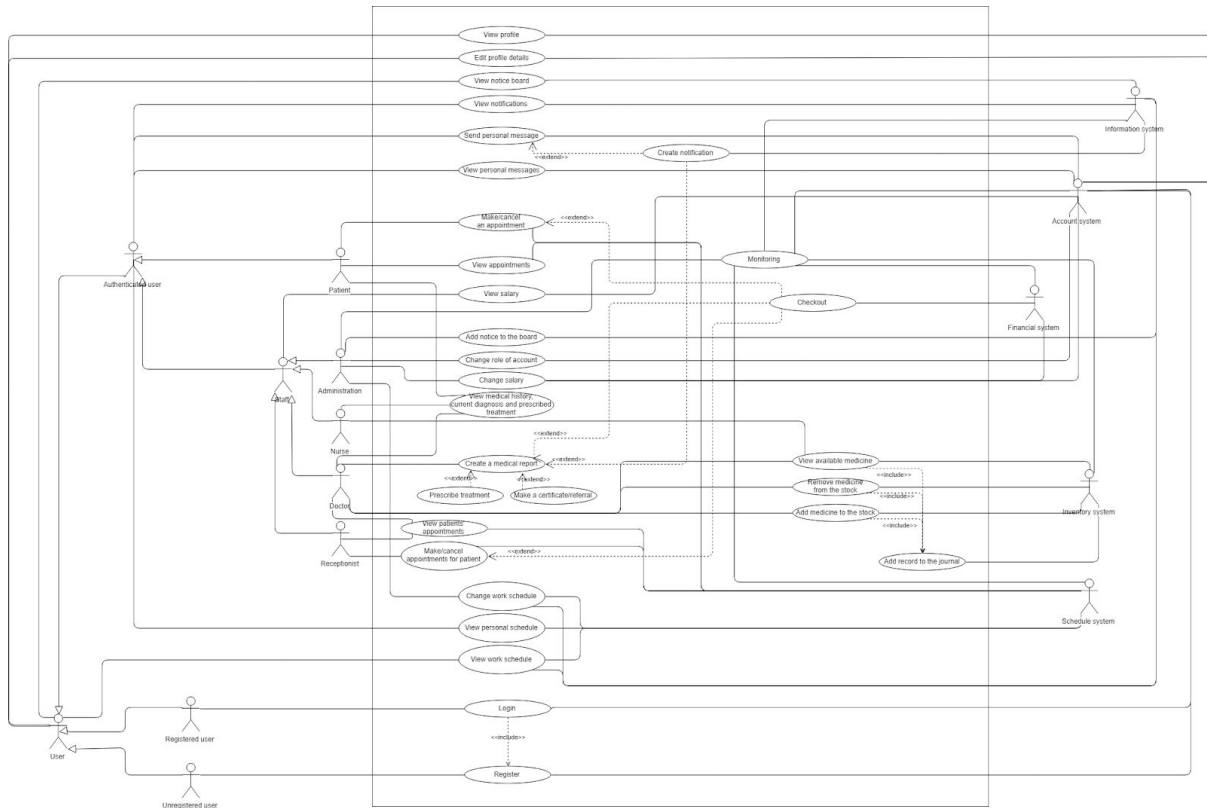 View profile
Edit profile details
View notice board
View notifications
Information system
Send personal message
<<extend>>
Create notification
View personal messages
Account system
Make/cancel
an appointment
<<extend>>
Authenticated user
Patient
View appointments
Monitoring
View salary
Checkout
Financial system
Add notice to the board
Change role of account
Administration
Change salary
Staff
View medical history,
current diagnosis and prescribed
treatment
Nurse
<<extend>>
Create a medical report
<<extend>>
View available medicine
<<extend>>
<<extend>>
<<include>>
Prescribe treatment
Make a certificate/referral
Remove medicine
from the stock
<<include>>
Doctor
Inventory system
View patients'
appointments
Add medicine to the stock
<<include>>
Receptionist
Make/cancel
appointments for patient
<<extend>>
Add record to the journal
Change work schedule
Schedule system
View personal schedule
View work schedule
Login
Registered user
User
<<include>>
Register
Unregistered user